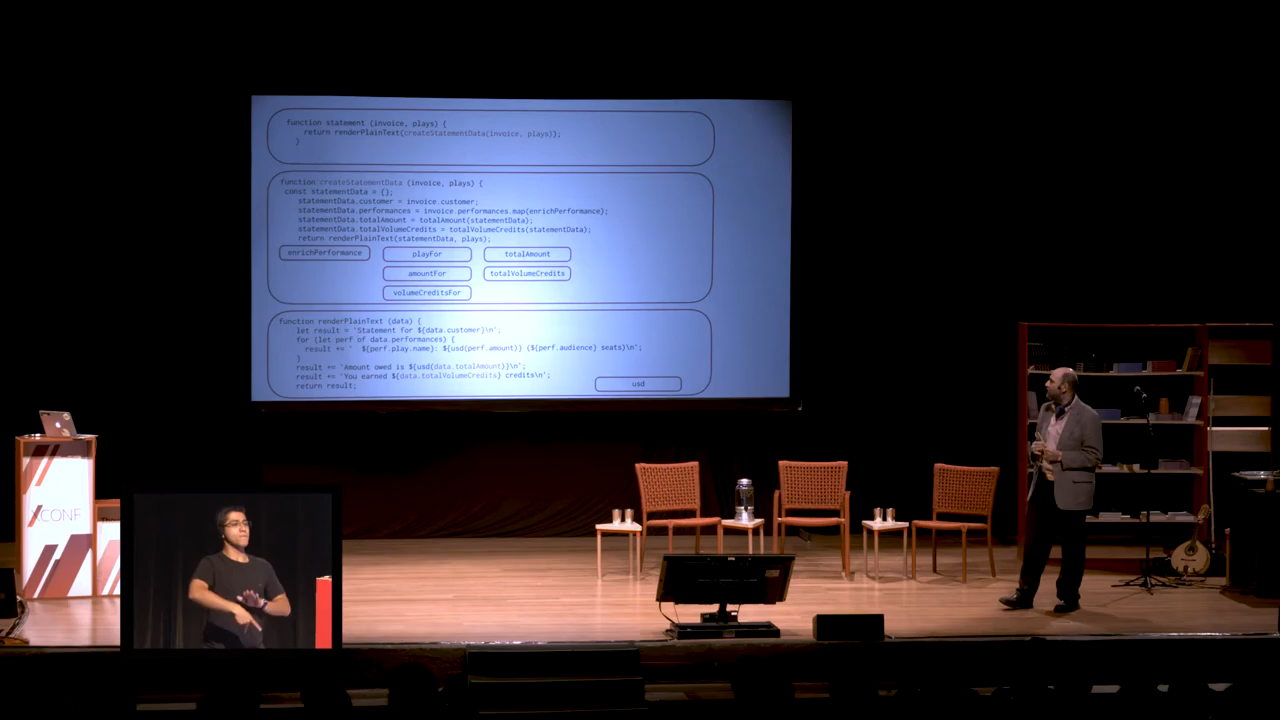 function statement (invoice, plays) {
return renderPlainText(createStatementData(invoice, plays));
}
function createStatementData (invoice, plays) {
const statementData = {};
statementData.customer = invoice.customer;
statementData.performances = invoice.performances.map(enrichPerformance);
statementData.totalAmount = totalAmount(statementData);
statementData.totalVolumeCredits = totalVolumeCredits(statementData);
return renderPlainText(statementData, plays);
enrichPerformance
playFor
totalAmount
amountFor
totalVolumeCredits
volumeCreditsFor
function renderPlainText (data) {
let result = `Statement for ${data.customer}\n`;
for (let perf of data.performances) {
result += `  ${perf.play.name}: ${usd(perf.amount)} (${perf.audience} seats)\n`;
}
result += `Amount owed is ${usd(data.totalAmount)}\n`;
result += `You earned ${data.totalVolumeCredits} credits\n`;
return result;
usd
XCONF